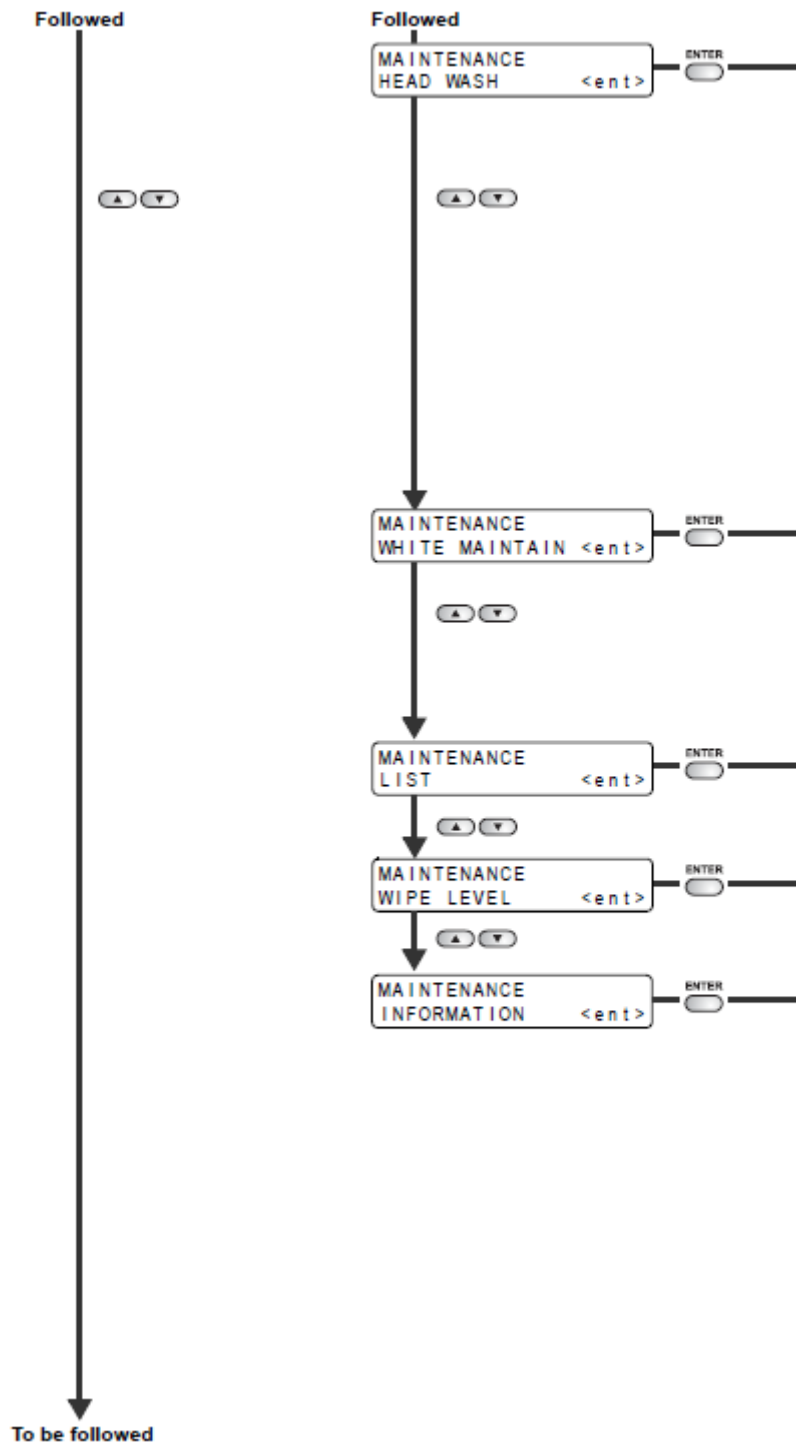 Followed
Followed
MAINTENANCE
HEAD WASH <ent>
ENTER
MAINTENANCE
WHITE MAINTAIN <ent>
ENTER
MAINTENANCE
LIST <ent>
ENTER
MAINTENANCE
WIPE LEVEL <ent>
ENTER
MAINTENANCE
INFORMATION <ent>
ENTER
To be followed